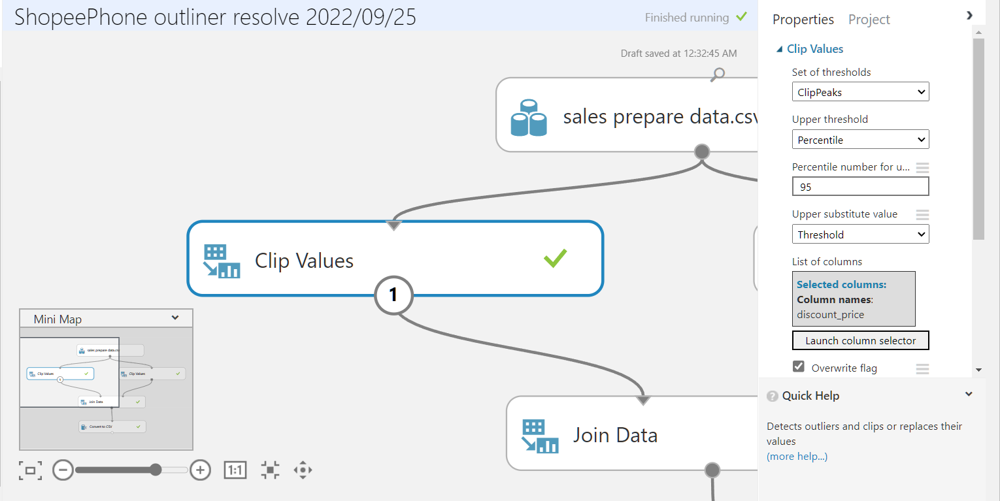 ShopeePhone outliner resolve 2022/09/25
Finished running
Draft saved at 12:32:45 AM
sales prepare data.csv
Clip Values
1
Join Data
Mini Map
sales prepare data.csv
Clip Values
Clip Values
1
Join Data
Convert to CSV
1:1
Properties Project
Clip Values
Set of thresholds
ClipPeaks
Upper threshold
Percentile
Percentile number for u...
95
Upper substitute value
Threshold
List of columns
Selected columns:
Column names:
discount_price
Launch column selector
Overwrite flag
? Quick Help
Detects outliers and clips or replaces their
values
(more help...)